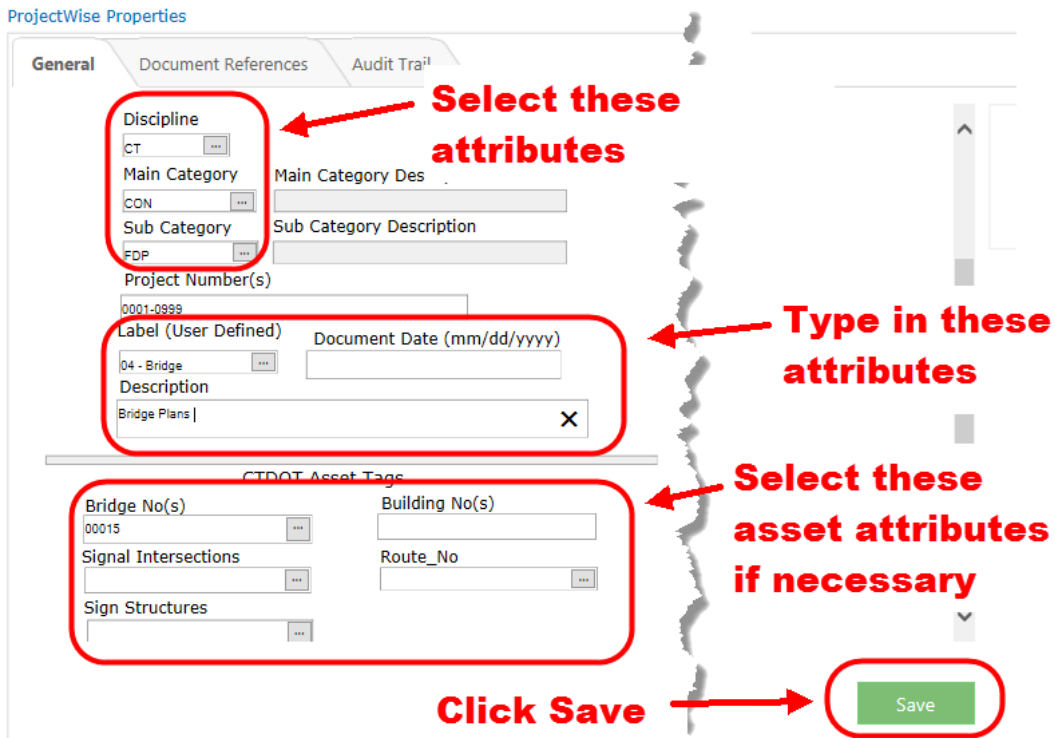 ProjectWise Properties
General Document References Audit Trail
Select these
attributes
Discipline
CT ...
Main Category Main Category Des
CON ...
Sub Category Sub Category Description
FDP ...
Project Number(s)
0001-0999
Label (User Defined) Document Date (mm/dd/yyyy)
04 - Bridge ...
Description
Bridge Plans
Type in these
attributes
CTDOT Asset Tags
Bridge No(s) Building No(s)
00015 ...
Signal Intersections Route_No
... ...
Sign Structures
...
Select these
asset attributes
if necessary
Click Save
Save